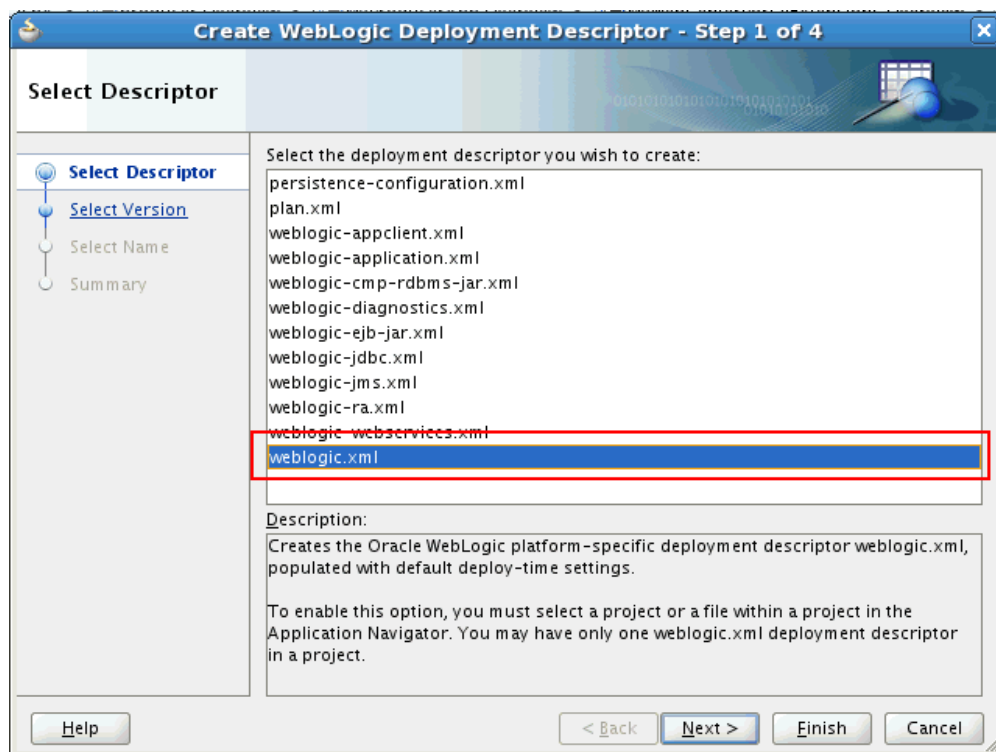 Create WebLogic Deployment Descriptor - Step 1 of 4
Select Descriptor
Select Descriptor
Select Version
Select Name
Summary
Select the deployment descriptor you wish to create:
persistence-configuration.xml
plan.xml
weblogic-appclient.xml
weblogic-application.xml
weblogic-cmp-rdbms-jar.xml
weblogic-diagnostics.xml
weblogic-ejb-jar.xml
weblogic-jdbc.xml
weblogic-jms.xml
weblogic-ra.xml
weblogic-webservices.xml
weblogic.xml
Description:
Creates the Oracle WebLogic platform-specific deployment descriptor weblogic.xml,
populated with default deploy-time settings.
To enable this option, you must select a project or a file within a project in the
Application Navigator. You may have only one weblogic.xml deployment descriptor
in a project.
Help
< Back
Next >
Finish
Cancel